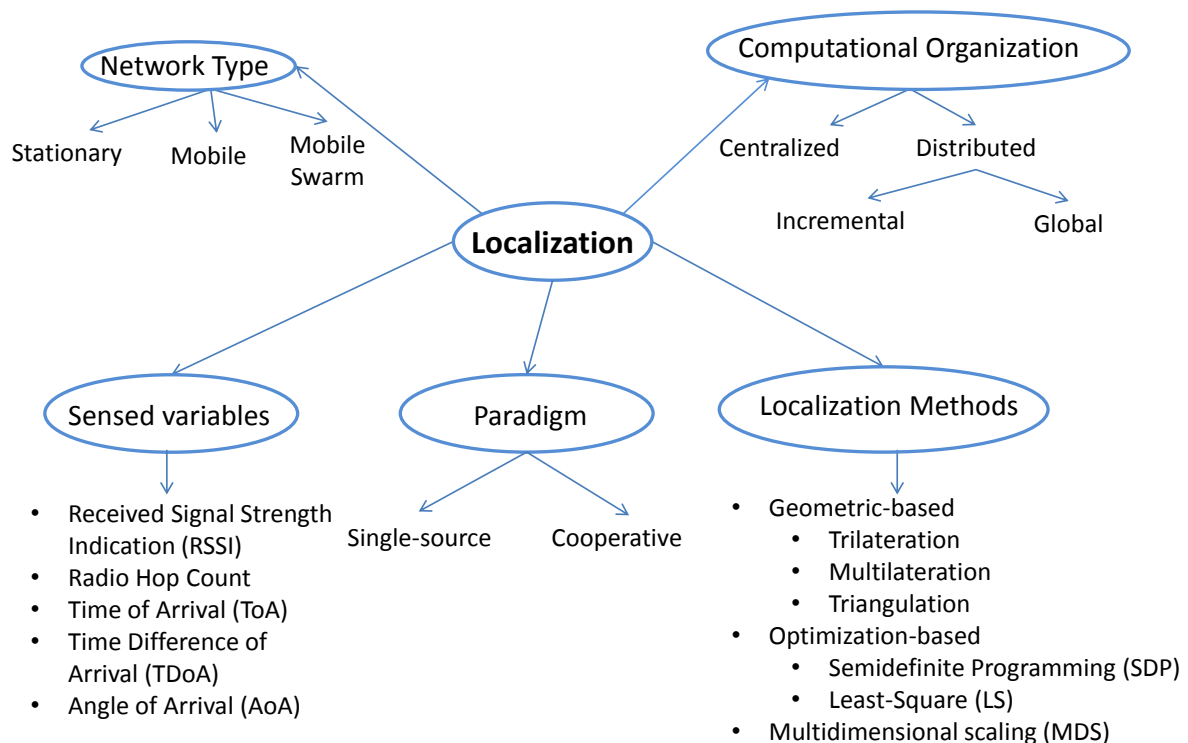 Network Type
Stationary
Mobile
Mobile
Swarm
Computational Organization
Centralized
Distributed
Incremental
Global
Localization
Sensed variables
• Received Signal Strength
Indication (RSSI)
• Radio Hop Count
• Time of Arrival (ToA)
• Time Difference of
Arrival (TDoA)
• Angle of Arrival (AoA)
Paradigm
Single-source
Cooperative
Localization Methods
• Geometric-based
• Trilateration
• Multilateration
• Triangulation
• Optimization-based
• Semidefinite Programming (SDP)
• Least-Square (LS)
• Multidimensional scaling (MDS)